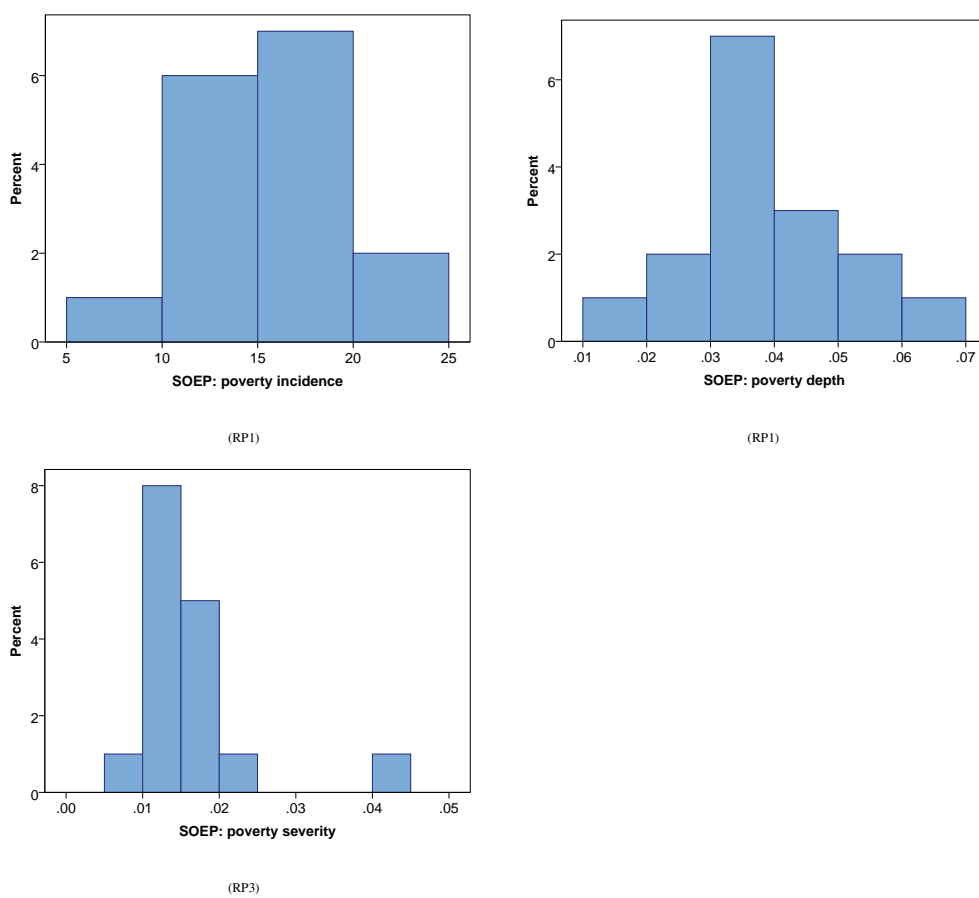 Percent
6
4
2
0
5 10 15 20 25
SOEP: poverty incidence
(RP1)
Percent
6
4
2
0
.01 .02 .03 .04 .05 .06 .07
SOEP: poverty depth
(RP1)
Percent
8
6
4
2
0
.00 .01 .02 .03 .04 .05
SOEP: poverty severity
(RP3)